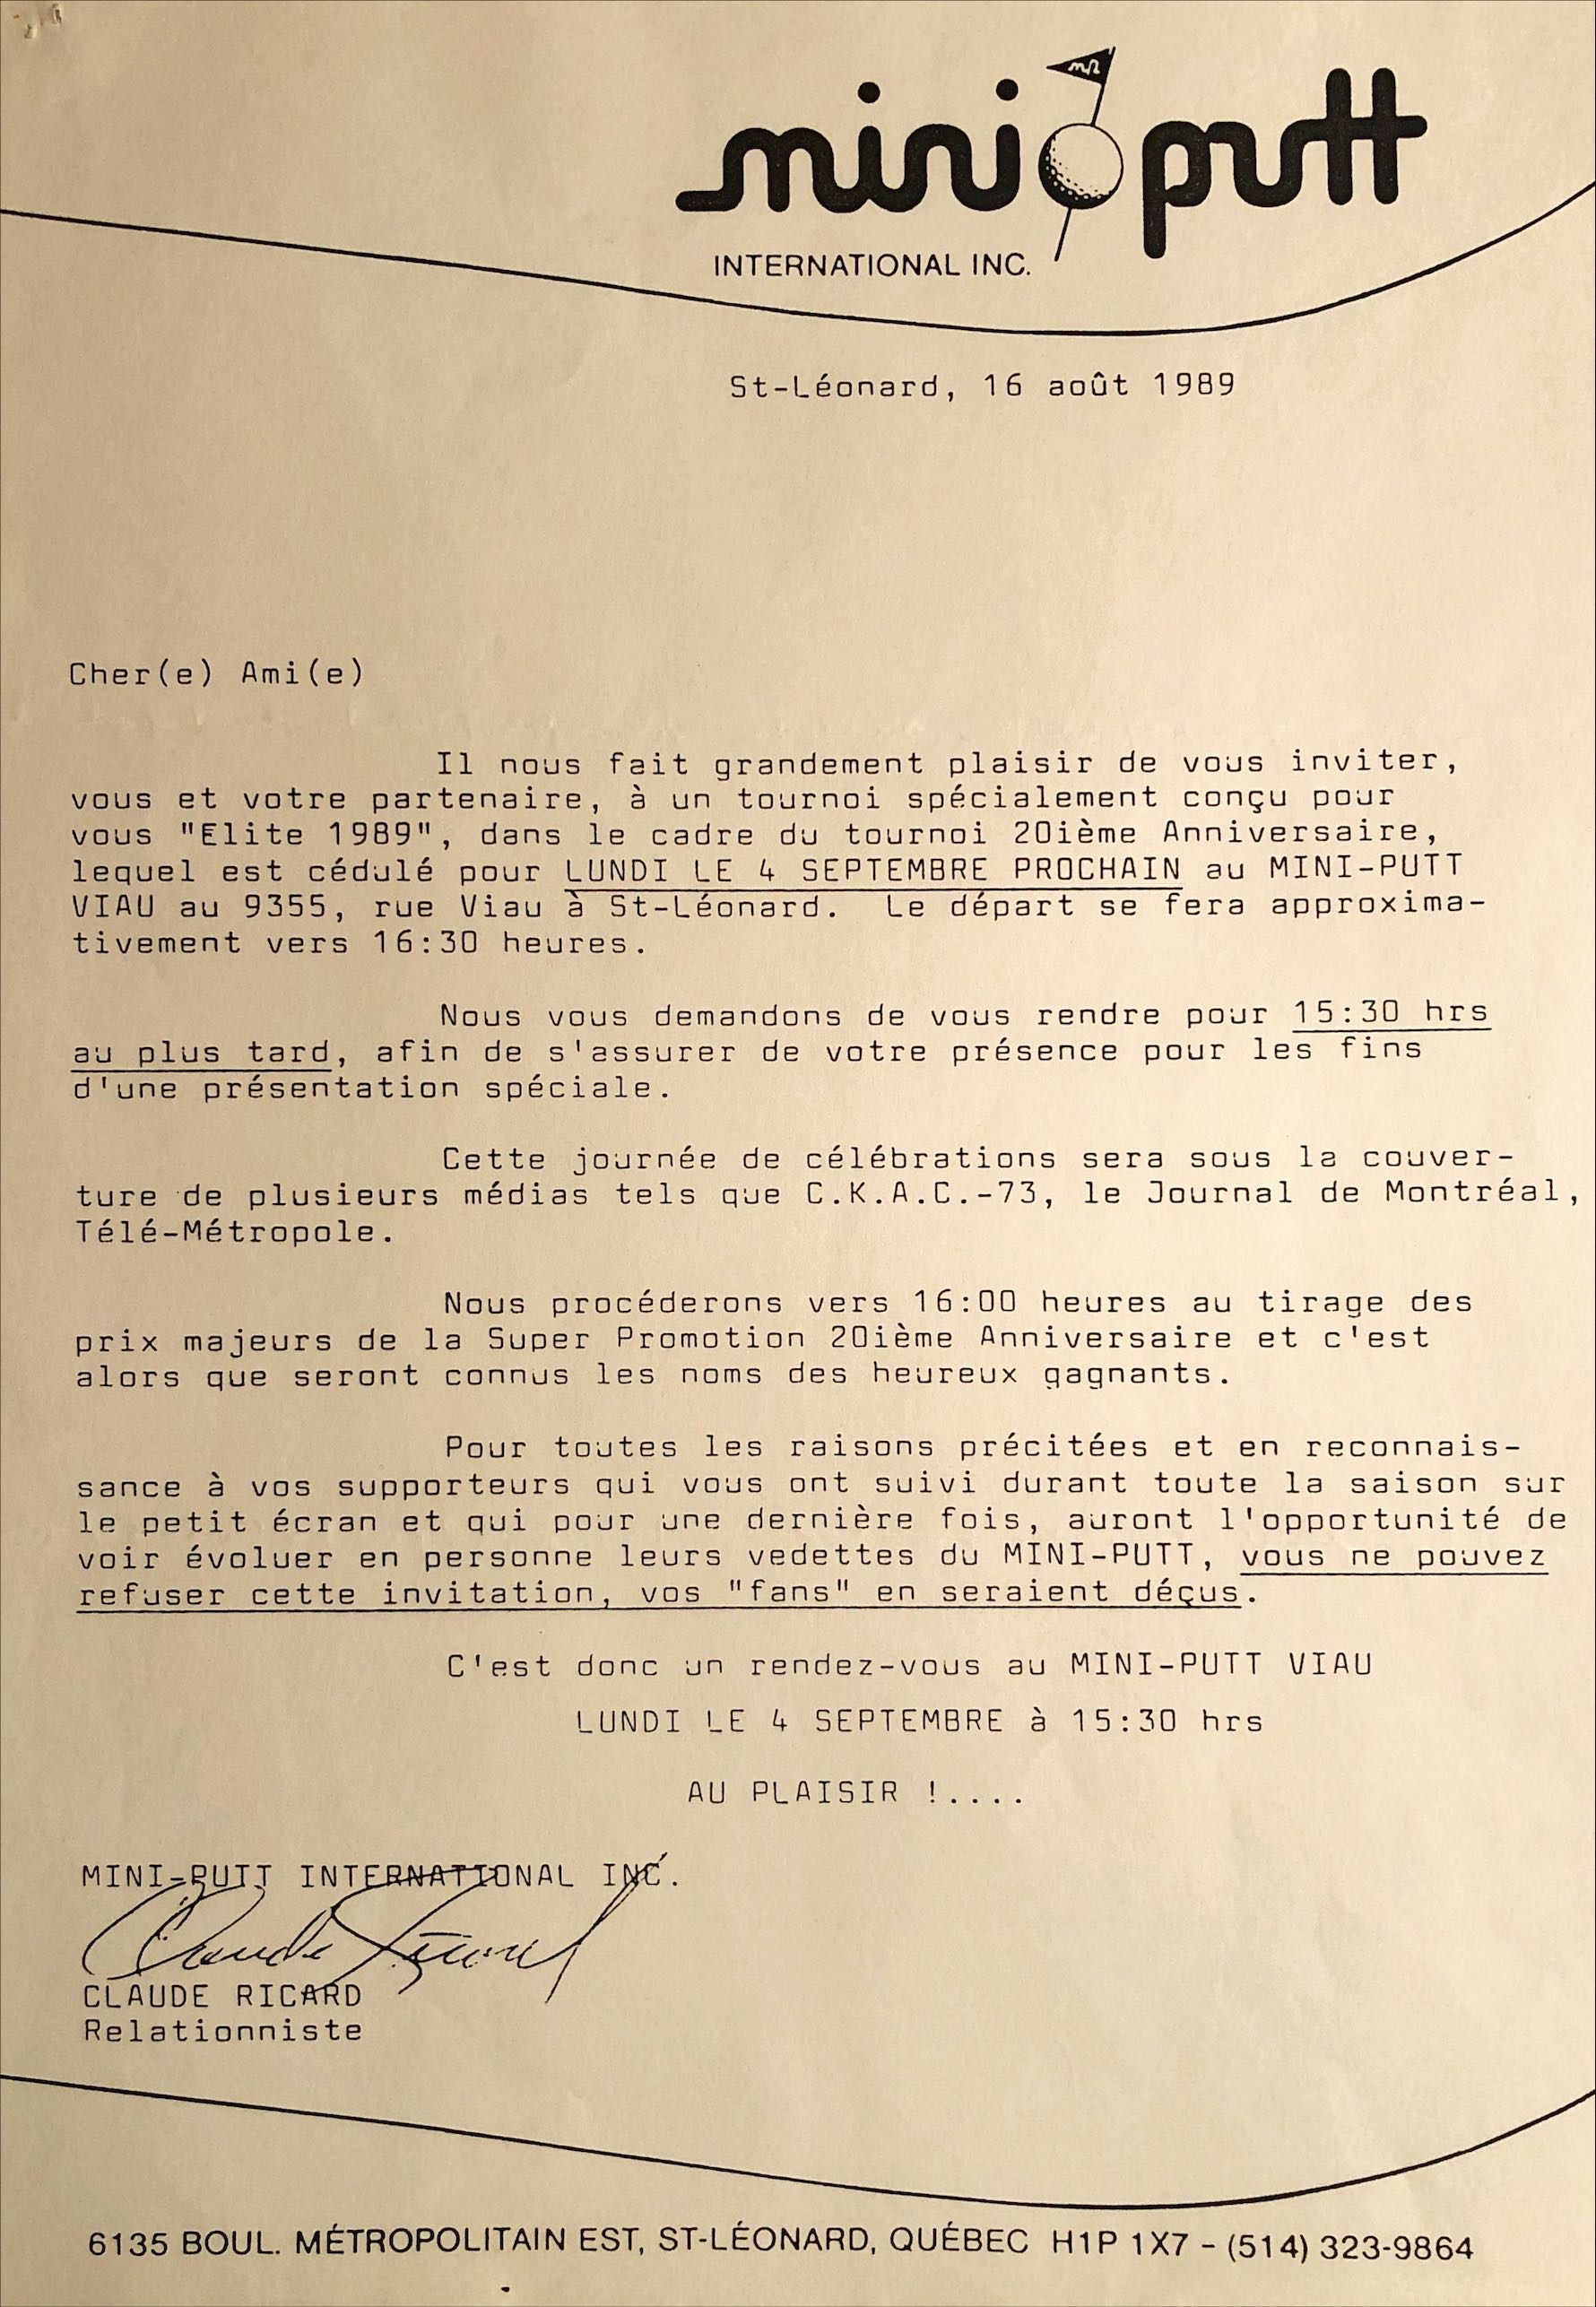 mini putt
INTERNATIONAL INC.
St-Léonard, 16 août 1989
Cher(e) Ami(e)
Il nous fait grandement plaisir de vous inviter,
vous et votre partenaire, à un tournoi spécialement conçu pour
vous "Elite 1989", dans le cadre du tournoi 20ième Anniversaire,
lequel est cédulé pour LUNDI LE 4 SEPTEMBRE PROCHAIN au MINI-PUTT
VIAU au 9355, rue Viau à St-Léonard. Le départ se fera approxima-
tivement vers 16:30 heures.
Nous vous demandons de vous rendre pour 15:30 hrs
au plus tard, afin de s'assurer de votre présence pour les fins
d'une présentation spéciale.
Cette journée de célébrations sera sous la couver-
ture de plusieurs médias tels que C.K.A.C.-73, le Journal de Montréal,
Télé-Métropole.
Nous procéderons vers 16:00 heures au tirage des
prix majeurs de la Super Promotion 20ième Anniversaire et c'est
alors que seront connus les noms des heureux gagnants.
Pour toutes les raisons précitées et en reconnais-
sance à vos supporteurs qui vous ont suivi durant toute la saison sur
le petit écran et qui pour une dernière fois, auront l'opportunité de
voir évoluer en personne leurs vedettes du MINI-PUTT, vous ne pouvez
refuser cette invitation, vos "fans" en seraient déçus.
C'est donc un rendez-vous au MINI-PUTT VIAU
LUNDI LE 4 SEPTEMBRE à 15:30 hrs
AU PLAISIR !....
MINI-PUTT INTERNATIONAL INC.
Claude Ricard
CLAUDE RICARD
Relationniste
6135 BOUL. MÉTROPOLITAIN EST, ST-LÉONARD, QUÉBEC H1P 1X7 - (514) 323-9864